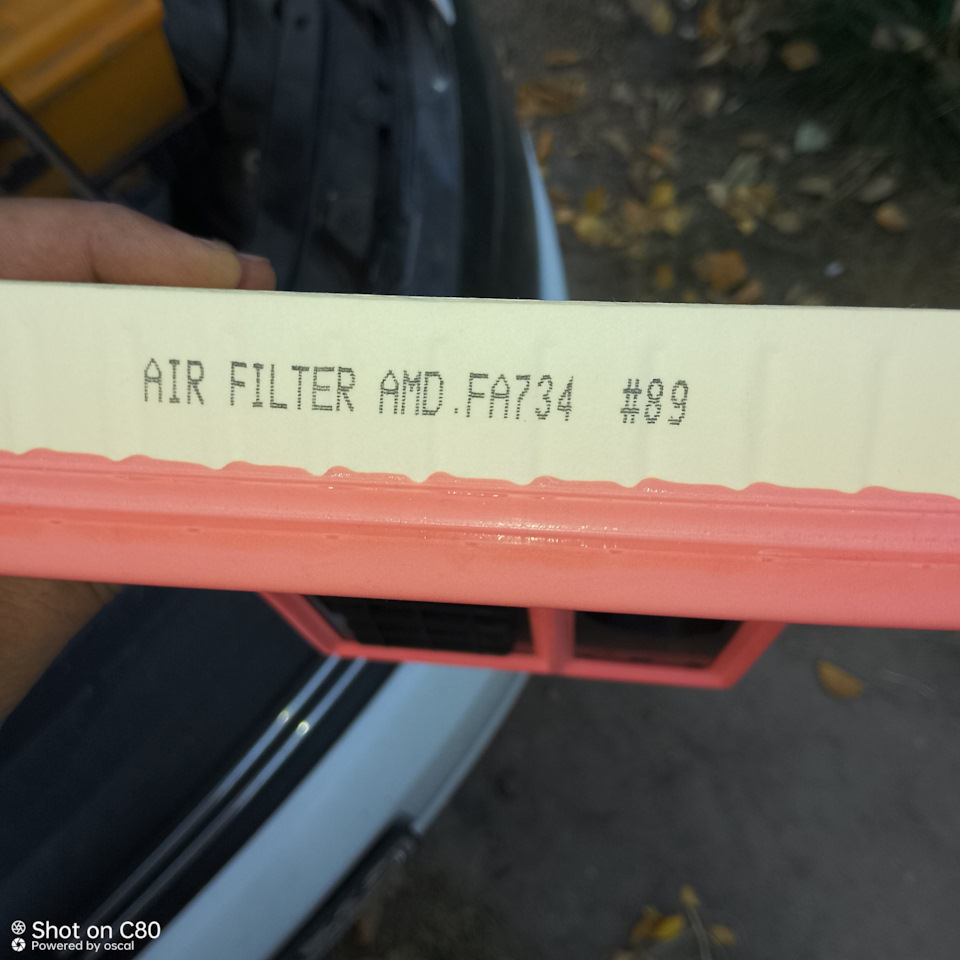 AIR FILTER AMD.FA734 #89
Shot on C80
Powered by oscal